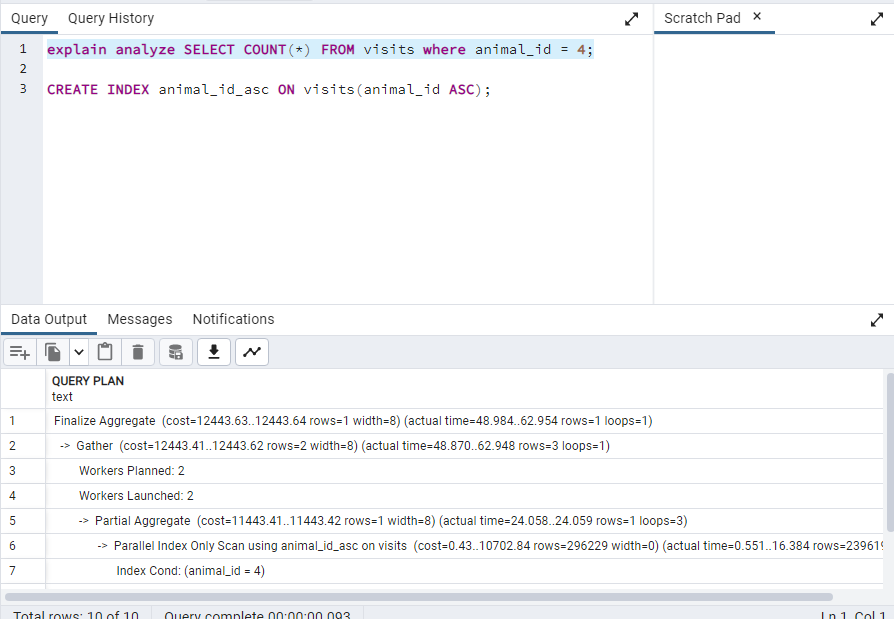 Query Query History
Scratch Pad ×
1 explain analyze SELECT COUNT(*) FROM visits where animal_id = 4;
2
3 CREATE INDEX animal_id_asc ON visits(animal_id ASC);
Data Output Messages Notifications
QUERY PLAN
text
1 Finalize Aggregate (cost=12443.63..12443.64 rows=1 width=8) (actual time=48.984..62.954 rows=1 loops=1)
2 -> Gather (cost=12443.41..12443.62 rows=2 width=8) (actual time=48.870..62.948 rows=3 loops=1)
3 Workers Planned: 2
4 Workers Launched: 2
5 -> Partial Aggregate (cost=11443.41..11443.42 rows=1 width=8) (actual time=24.058..24.059 rows=1 loops=3)
6 -> Parallel Index Only Scan using animal_id_asc on visits (cost=0.43..10702.84 rows=296229 width=0) (actual time=0.551..16.384 rows=239619
7 Index Cond: (animal_id = 4)
Total rows: 10 of 10 Query complete 00:00:00.093 Ln 1, Col 1